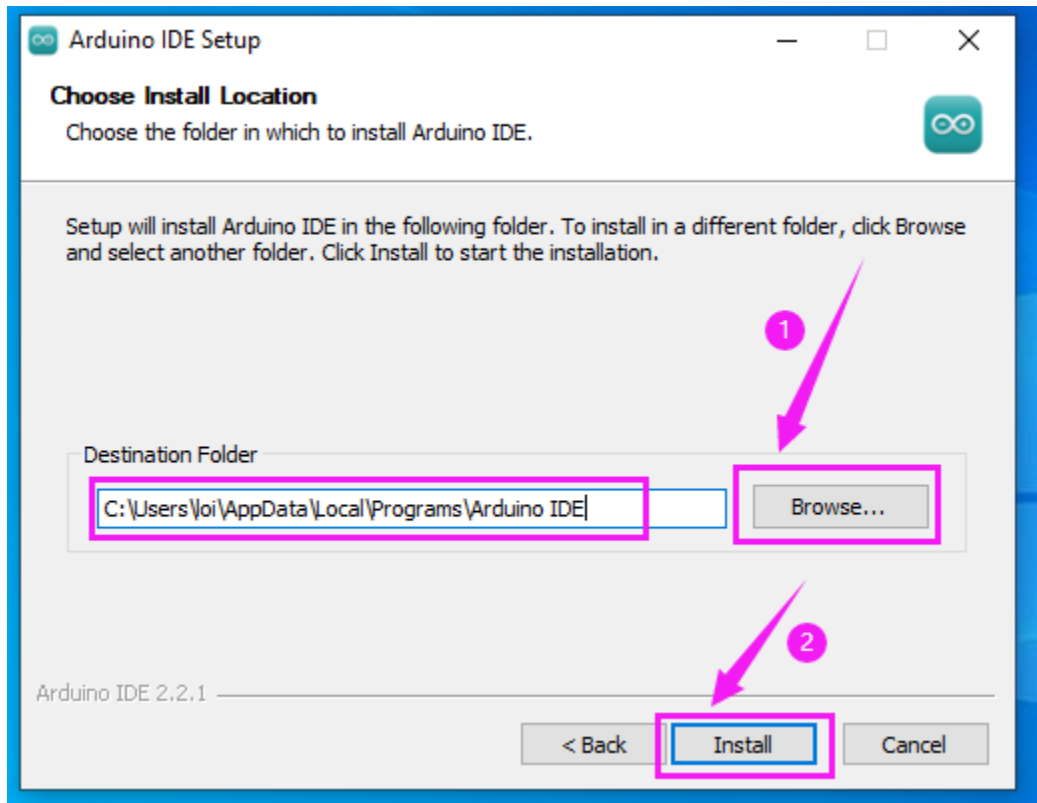 Arduino IDE Setup
Choose Install Location
Choose the folder in which to install Arduino IDE.
Setup will install Arduino IDE in the following folder. To install in a different folder, click Browse
and select another folder. Click Install to start the installation.
1
Destination Folder
C:\Users\loi\AppData\Local\Programs\Arduino IDE
Browse...
2
Arduino IDE 2.2.1
< Back
Install
Cancel